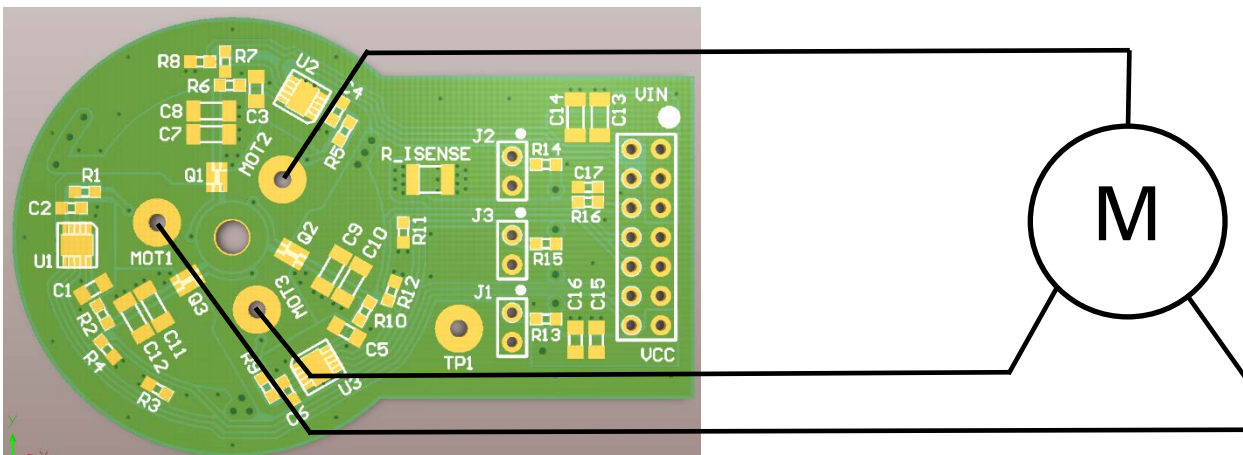 R8
R7
U2
R6
C4
C8
C3
C7
VIN
C14
C13
MOT2
R5
J2
R14
R_ISENSE
Q1
R1
C17
C2
R16
J3
M
R11
Q2
C9
C10
U1
MOT1
R15
C1
Q3
MOT3
R12
J1
C16
C15
R2
R10
R13
C11
C12
C5
R4
TP1
VCC
R9
U3
R3
C6
Y
X